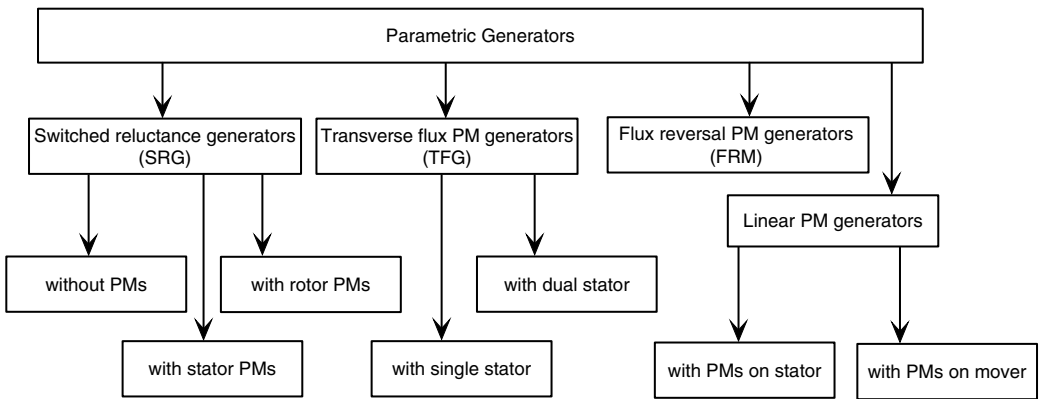 Parametric Generators
Switched reluctance generators
(SRG)
Transverse flux PM generators
(TFG)
Flux reversal PM generators
(FRM)
Linear PM generators
without PMs
with rotor PMs
with dual stator
with stator PMs
with single stator
with PMs on stator
with PMs on mover